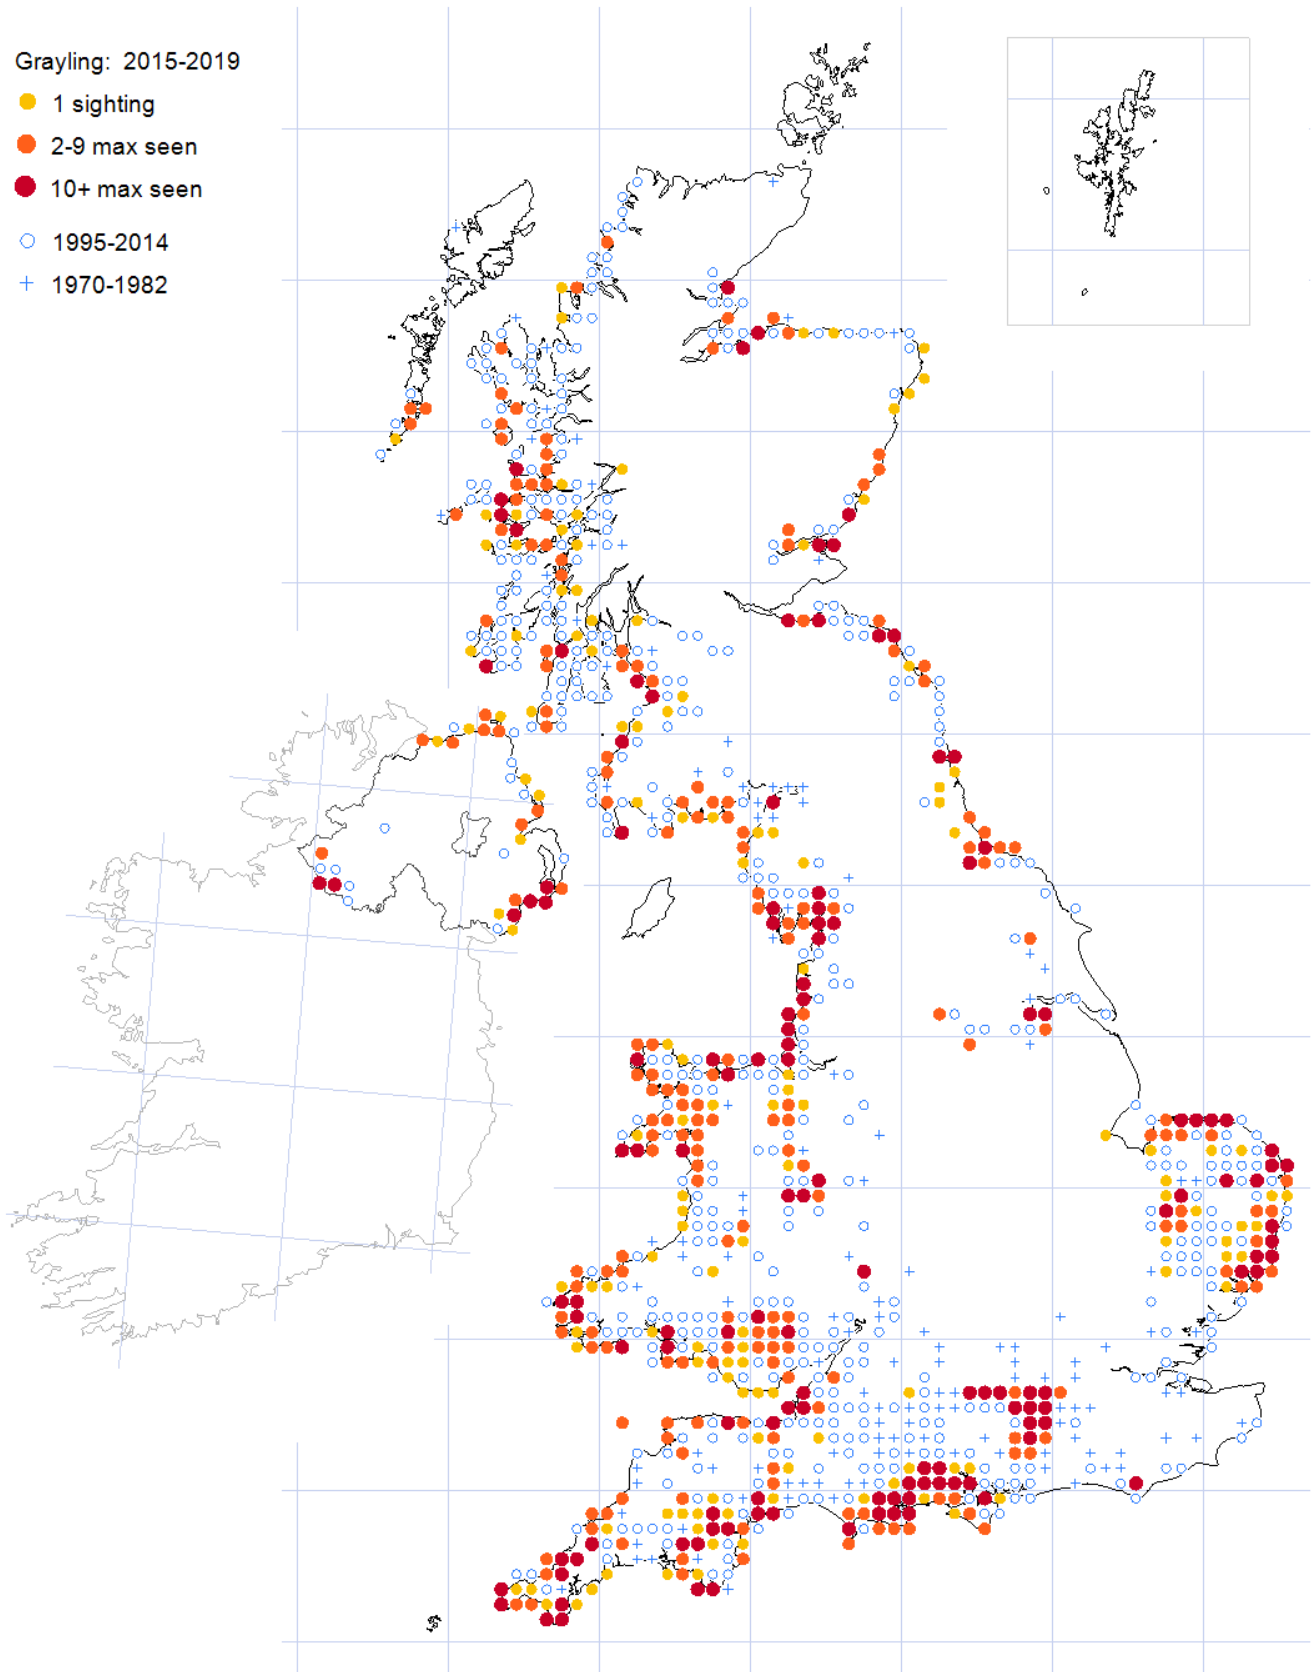 Grayling: 2015-2019
1 sighting
2-9 max seen
10+ max seen
1995-2014
1970-1982